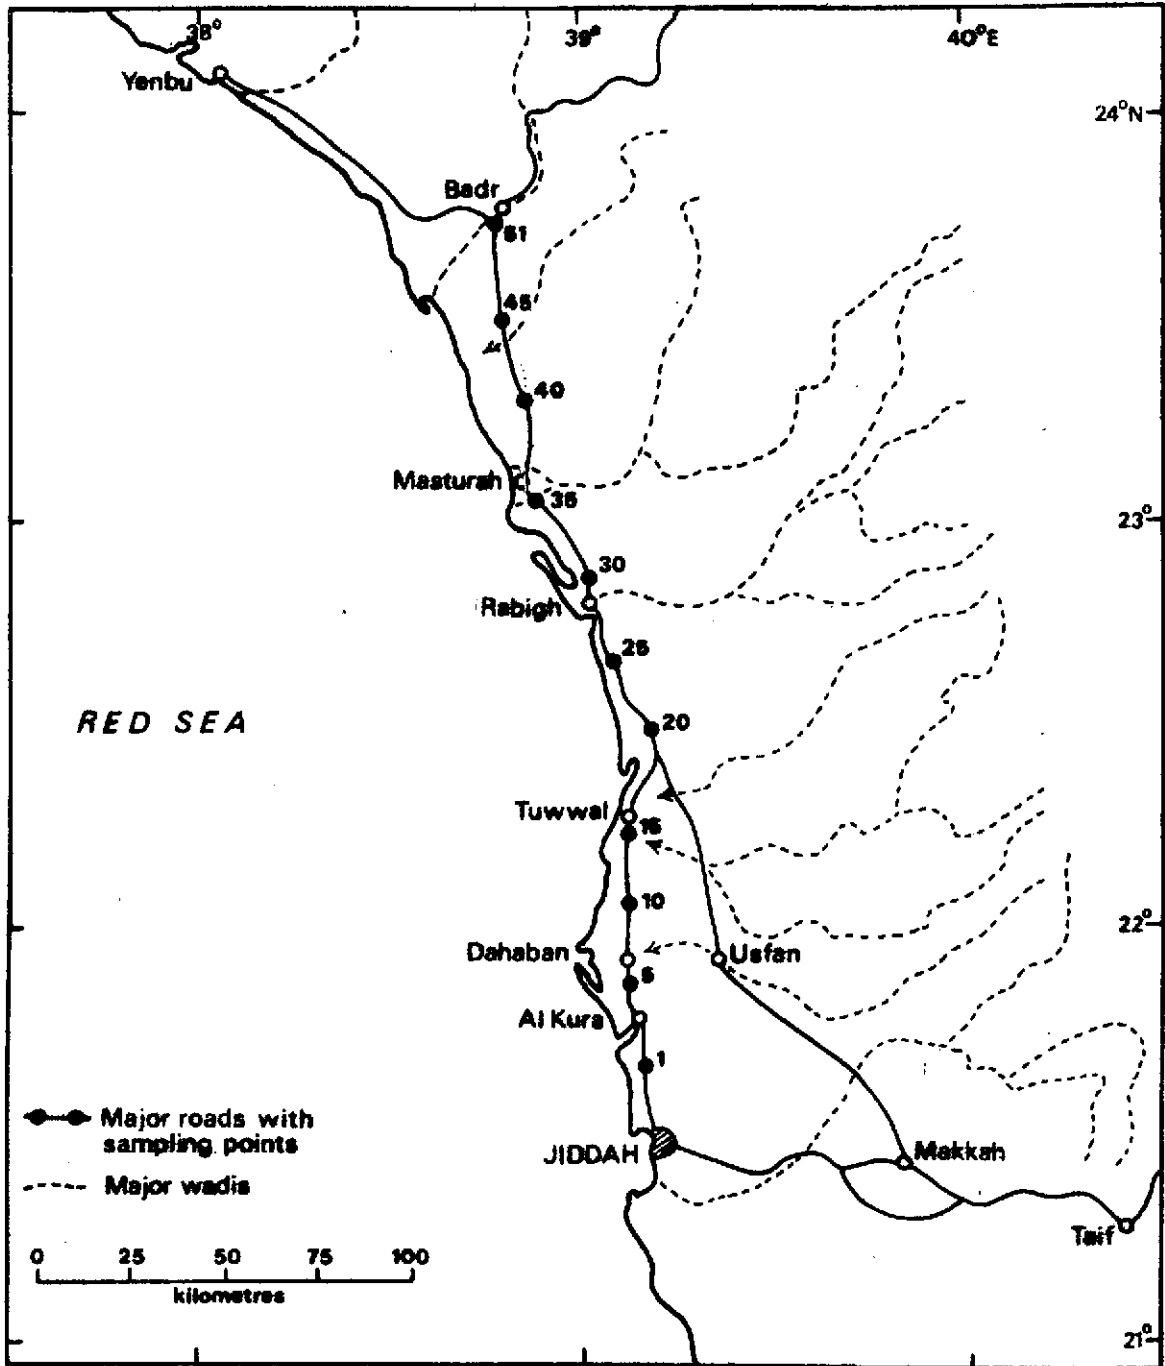 38°
39°
40°E
Yenbu
24°N
Badr
51
45
40
Masturah
35
23°
30
Rabigh
25
RED SEA
20
Tuwwal
15
10
22°
Dahaban
Usfan
5
Al Kura
1
Major roads with
sampling points
JIDDAH
Makkah
Major wadis
Taif
0 25 50 75 100
kilometres
21°